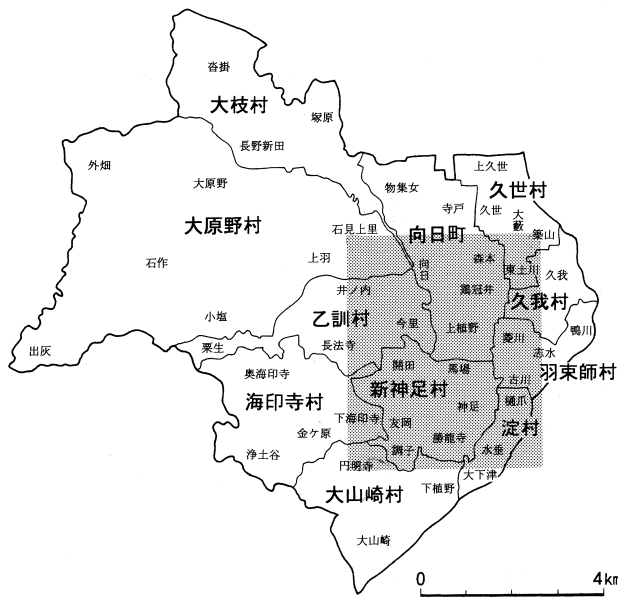 沓掛
大枝村
塚原
長野新田
外畑
大原野
物集女
上久世
久世村
寺戸
久世
大藪
大原野村
石見上里
向日町
築山
石作
上羽
向日
森本
東土川
久我
井ノ内
鶏冠井
久我村
小塩
乙訓村
今里
上植野
菱川
鴨川
出灰
粟生
長法寺
志水
開田
馬場
羽束師村
奥海印寺
新神足村
古川
海印寺村
神足
樋爪
下海印寺
友岡
淀村
金ケ原
勝龍寺
浄土谷
調子
水垂
円明寺
大下津
大山崎村
下植野
大山崎
0
4km